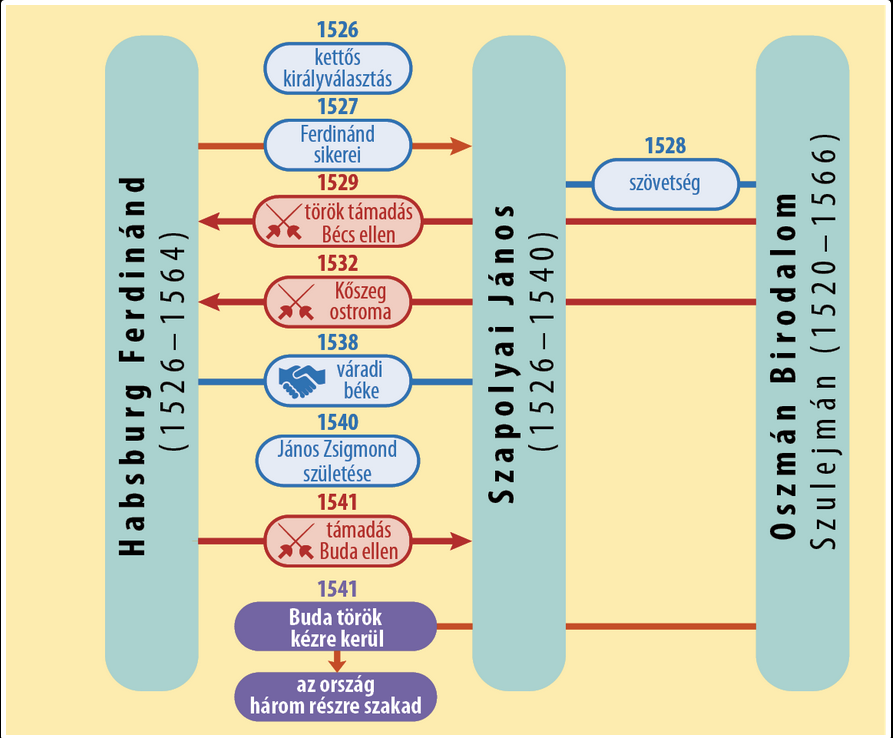 Habsburg Ferdinánd
(1526–1564)
1526
kettős
királyválasztás
1527
Ferdinánd
sikerei
1529
török támadás
Bécs ellen
1532
Kőszeg
ostroma
1538
váradi
béke
1540
János Zsigmond
születése
1541
támadás
Buda ellen
1541
Buda török
kézre kerül
az ország
három részre szakad
Szapolyai János
(1526–1540)
1528
szövetség
Oszmán Birodalom
Szulejmán (1520–1566)